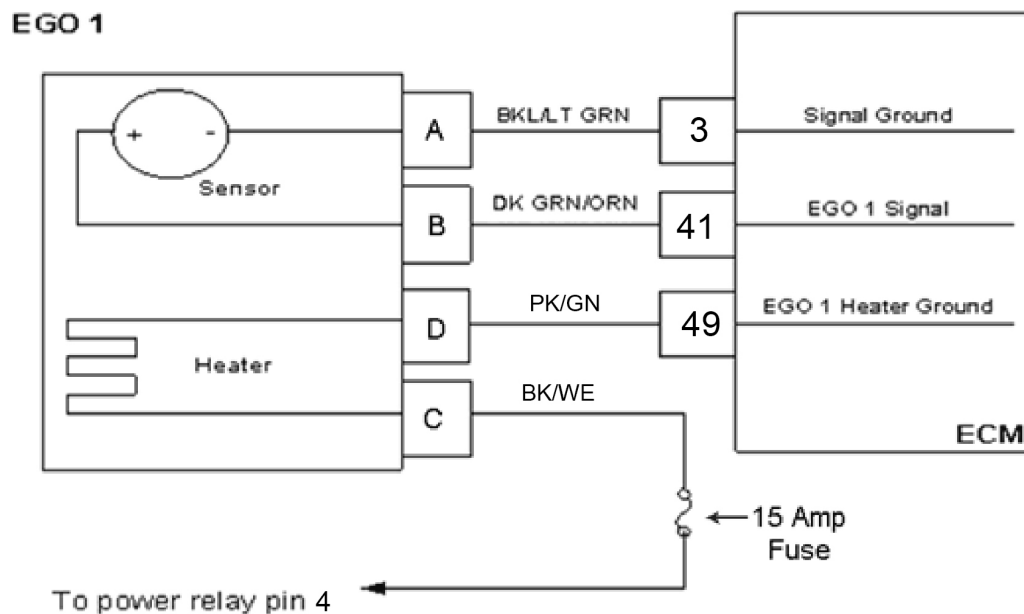 EGO 1
+ -
Sensor
A
BKL/LT GRN
3
Signal Ground
B
DK GRN/ORN
41
EGO 1 Signal
D
PK/GN
49
EGO 1 Heater Ground
Heater
C
BK/WE
ECM
15 Amp
Fuse
To power relay pin 4